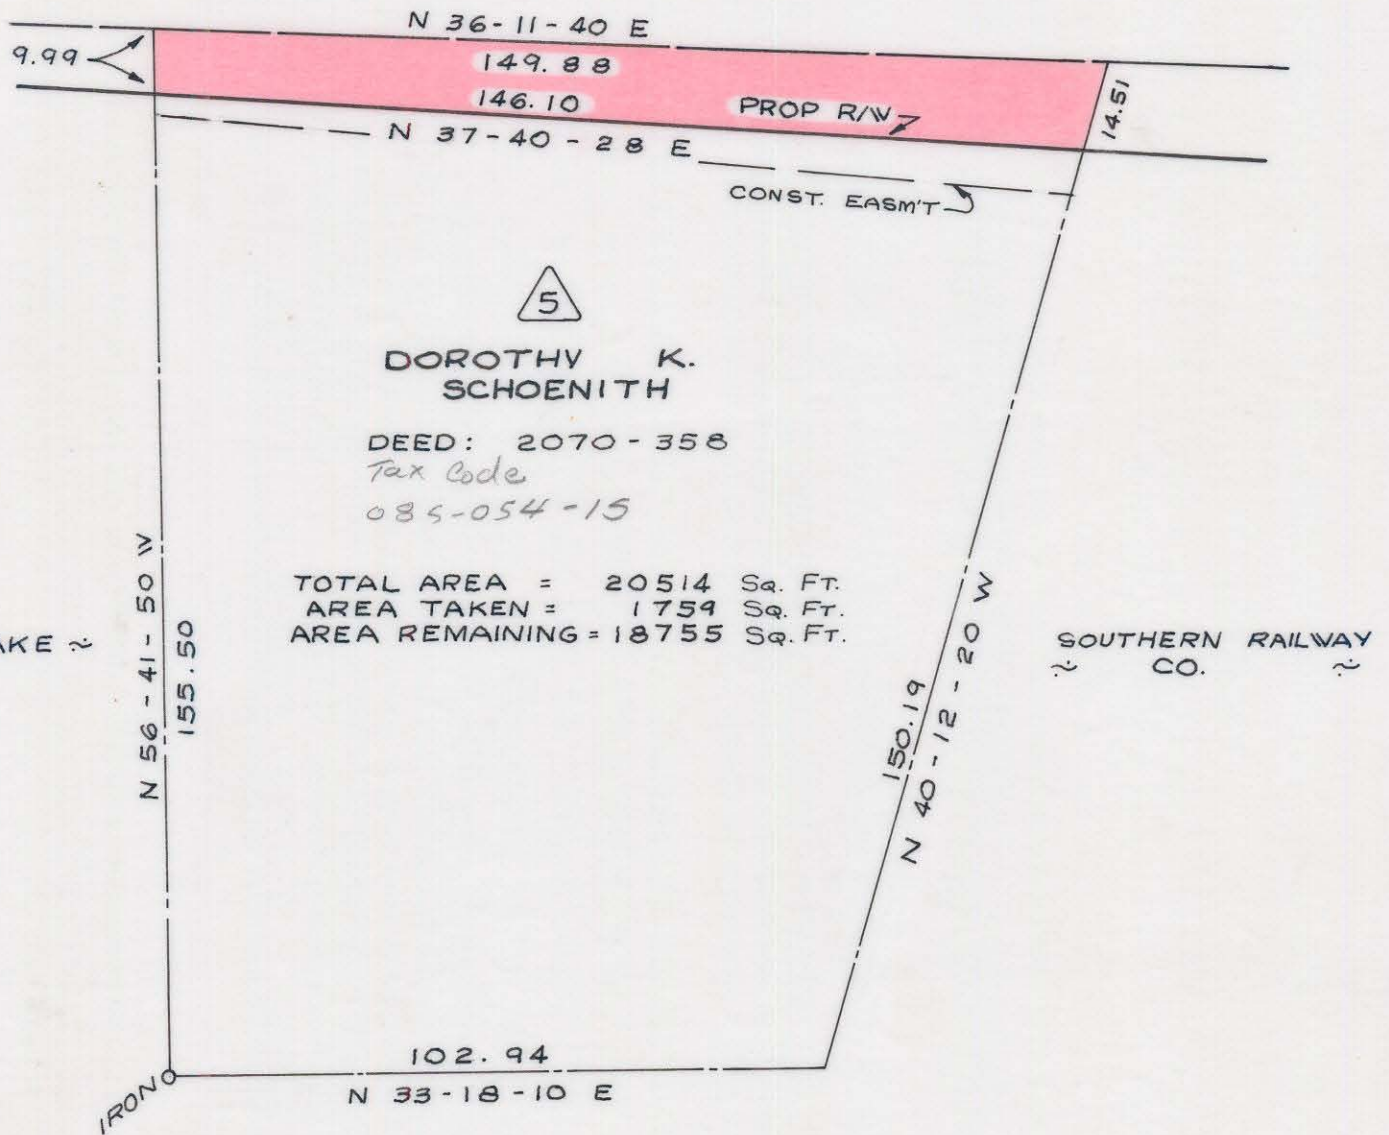 N 36-11-40 E
9.99
149.88
146.10
PROP R/W
14.51
N 37-40-28 E
CONST. EASM'T
5
DOROTHY K.
SCHOENITH
DEED: 2070-358
Tax Code
085-054-15
TOTAL AREA = 20514 Sq. Ft.
AREA TAKEN = 1759 Sq. Ft.
AREA REMAINING = 18755 Sq. Ft.
N 56-41-50 W
155.50
AKE ~
150.19
N 40-12-20 W
SOUTHERN RAILWAY
~ CO. ~
102.94
N 33-18-10 E
IRON